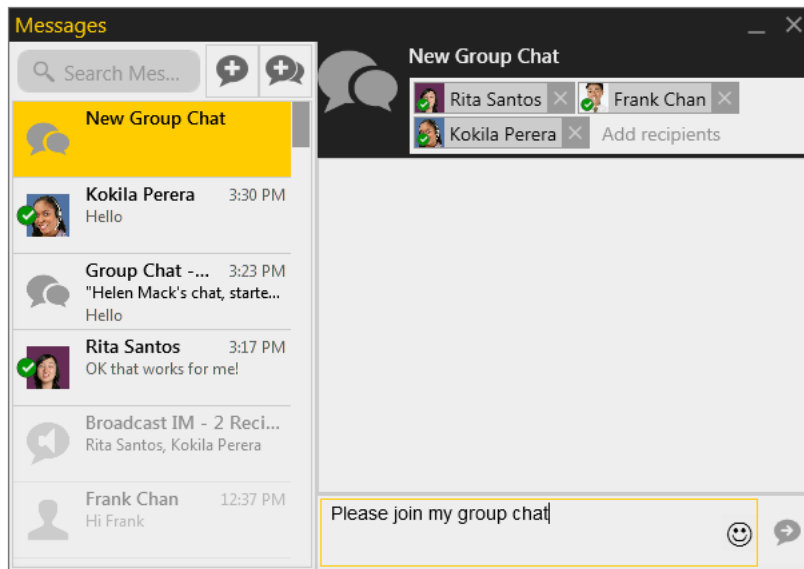 Messages
Search Mes...
New Group Chat
Kokila Perera 3:30 PM
Hello
Group Chat -... 3:23 PM
"Helen Mack's chat, starte...
Hello
Rita Santos 3:17 PM
OK that works for me!
Broadcast IM - 2 Reci...
Rita Santos, Kokila Perera
Frank Chan 12:37 PM
Hi Frank
New Group Chat
Rita Santos Frank Chan
Kokila Perera Add recipients
Please join my group chat